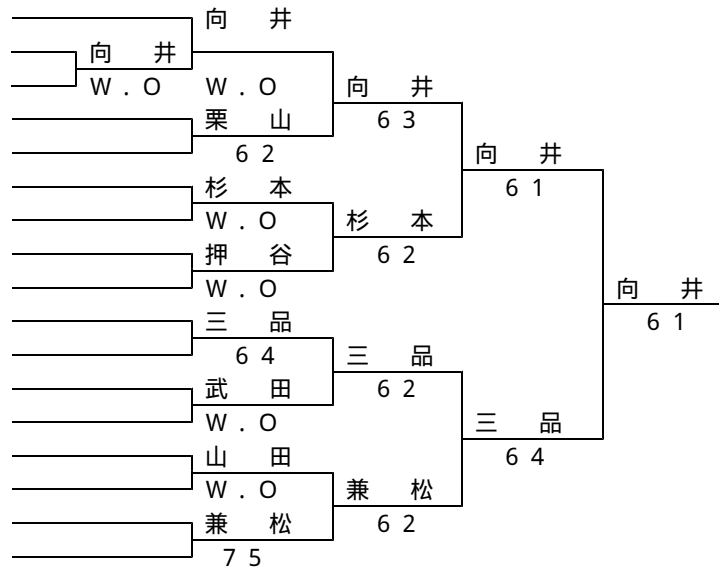 向 井
向 井
W.O
W.O
向 井
6 3
栗 山
6 2
向 井
6 1
杉 本
W.O
杉 本
6 2
押 谷
W.O
向 井
6 1
三 品
6 4
三 品
6 2
武 田
W.O
三 品
6 4
山 田
W.O
兼 松
6 2
兼 松
7 5